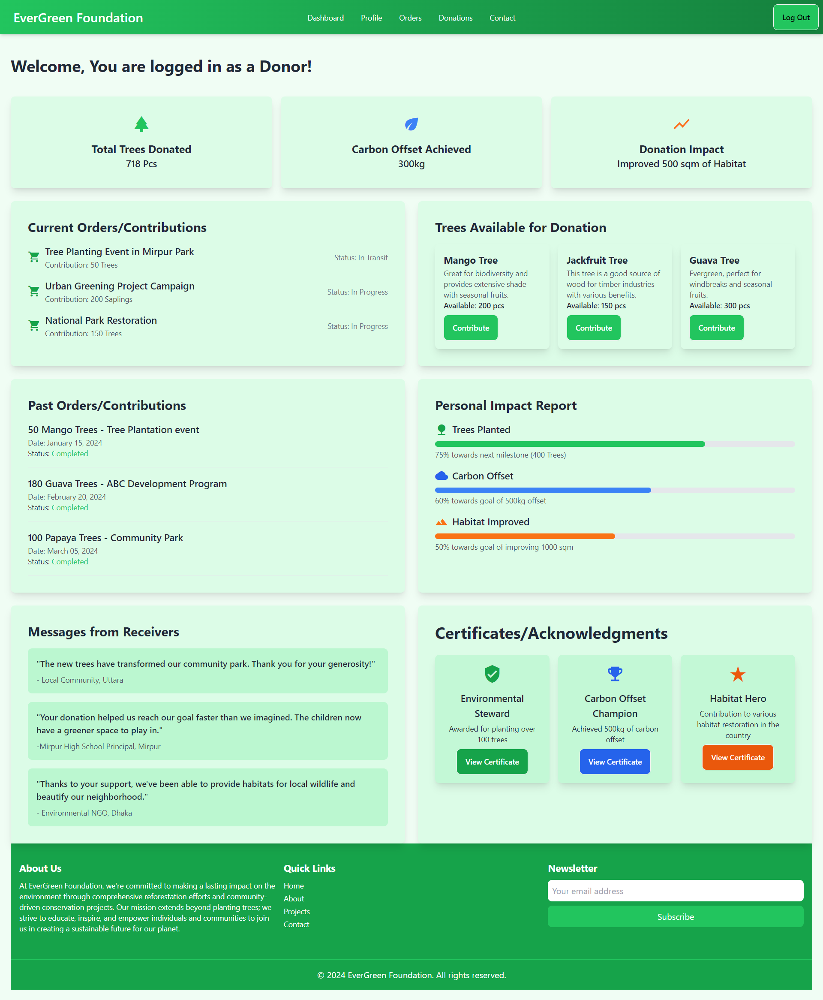 EverGreen Foundation
Dashboard
Profile
Orders
Donations
Contact
Log Out
Welcome, You are logged in as a Donor!
Total Trees Donated
718 Pcs
Carbon Offset Achieved
300kg
Donation Impact
Improved 500 sqm of Habitat
Current Orders/Contributions
Tree Planting Event in Mirpur Park
Contribution: 50 Trees
Status: In Transit
Urban Greening Project Campaign
Contribution: 200 Saplings
Status: In Progress
National Park Restoration
Contribution: 150 Trees
Status: In Progress
Trees Available for Donation
Mango Tree
Great for biodiversity and
provides extensive shade
with seasonal fruits.
Available: 200 pcs
Contribute
Jackfruit Tree
This tree is a good source of
wood for timber industries
with various benefits.
Available: 150 pcs
Contribute
Guava Tree
Evergreen, perfect for
windbreaks and seasonal
fruits.
Available: 300 pcs
Contribute
Past Orders/Contributions
50 Mango Trees - Tree Plantation event
Date: January 15, 2024
Status: Completed
180 Guava Trees - ABC Development Program
Date: February 20, 2024
Status: Completed
100 Papaya Trees - Community Park
Date: March 05, 2024
Status: Completed
Personal Impact Report
Trees Planted
75% towards next milestone (400 Trees)
Carbon Offset
60% towards goal of 500kg offset
Habitat Improved
50% towards goal of improving 1000 sqm
Messages from Receivers
"The new trees have transformed our community park. Thank you for your generosity!"
- Local Community, Uttara
"Your donation helped us reach our goal faster than we imagined. The children now
have a greener space to play in."
-Mirpur High School Principal, Mirpur
"Thanks to your support, we've been able to provide habitats for local wildlife and
beautify our neighborhood."
- Environmental NGO, Dhaka
Certificates/Acknowledgments
Environmental
Steward
Awarded for planting over
100 trees
View Certificate
Carbon Offset
Champion
Achieved 500kg of carbon
offset
View Certificate
Habitat Hero
Contribution to various
habitat restoration in the
country
View Certificate
About Us
At EverGreen Foundation, we're committed to making a lasting impact on the
environment through comprehensive reforestation efforts and community-
driven conservation projects. Our mission extends beyond planting trees; we
strive to educate, inspire, and empower individuals and communities to join
us in creating a sustainable future for our planet.
Quick Links
Home
About
Projects
Contact
Newsletter
Your email address
Subscribe
© 2024 EverGreen Foundation. All rights reserved.